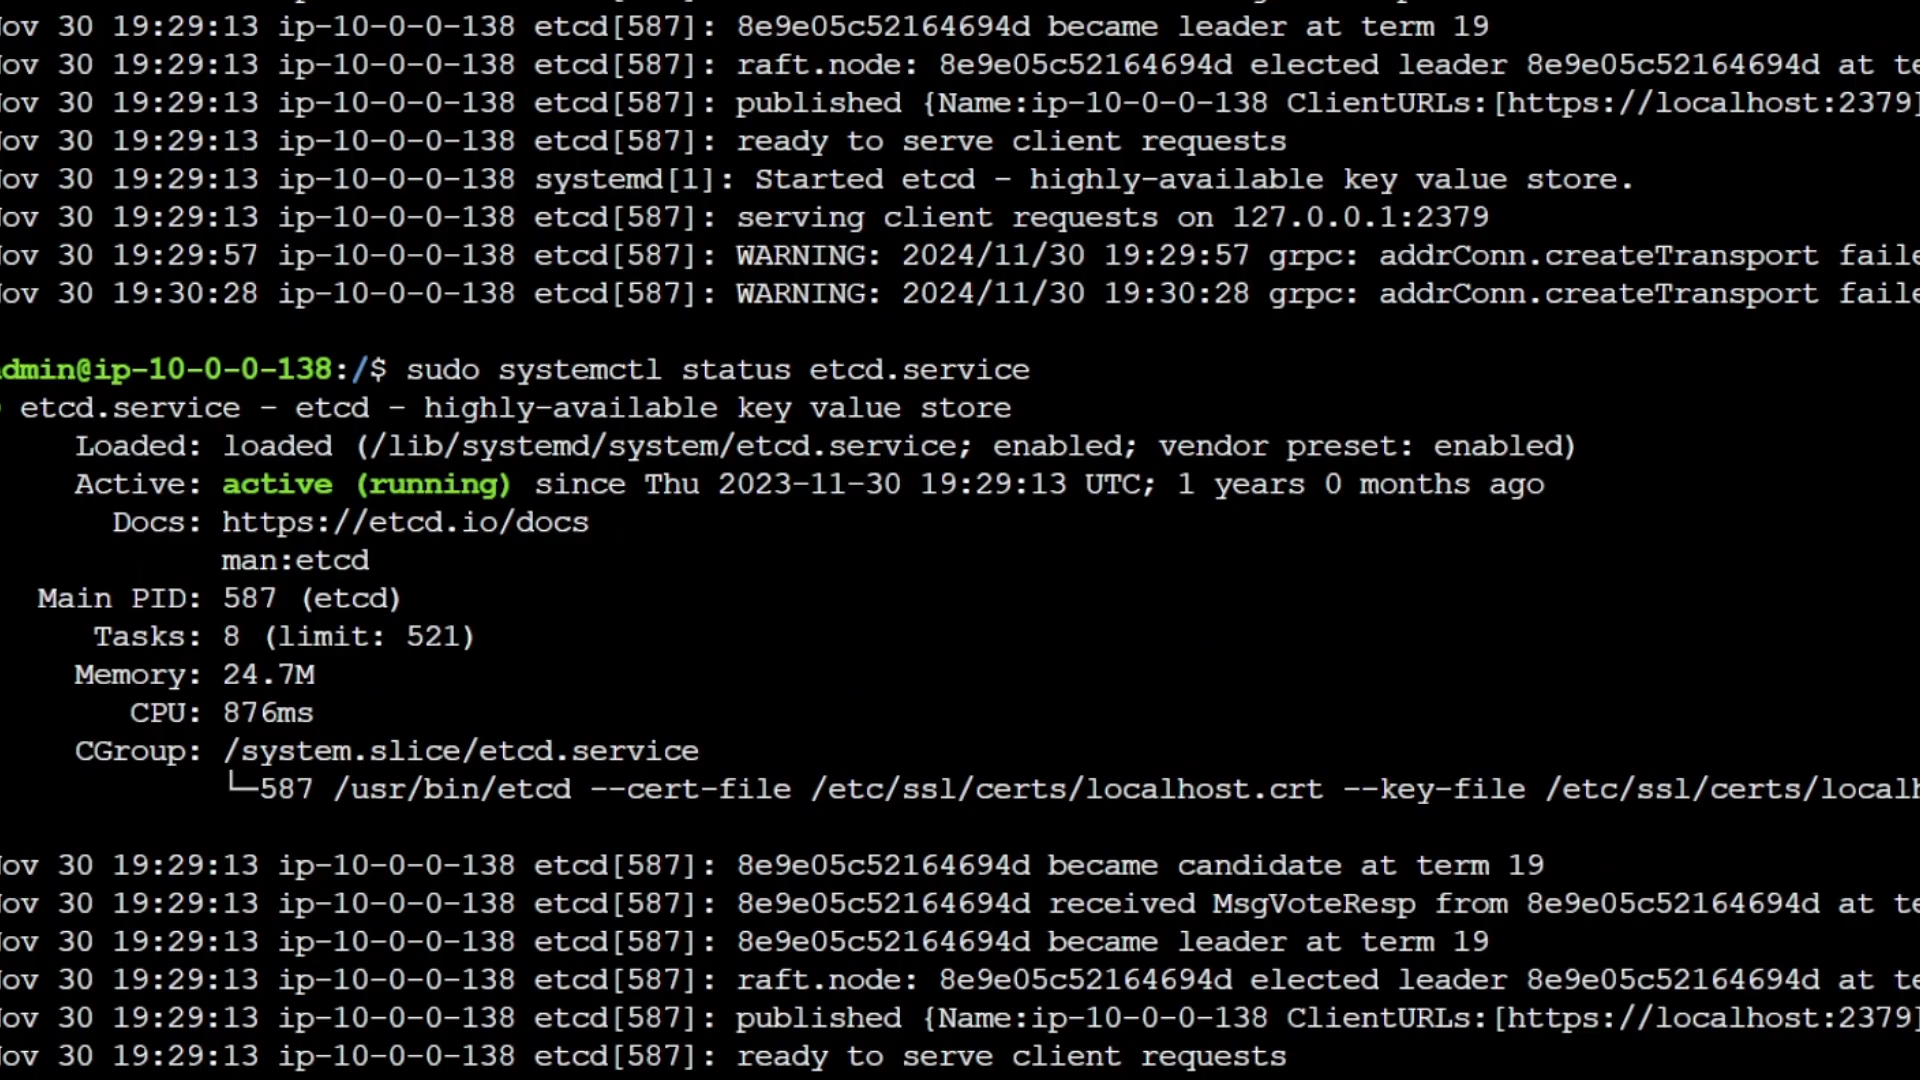 ov 30 19:29:13 ip-10-0-0-138 etcd[587]: 8e9e05c52164694d became leader at term 19
ov 30 19:29:13 ip-10-0-0-138 etcd[587]: raft.node: 8e9e05c52164694d elected leader 8e9e05c52164694d at te
ov 30 19:29:13 ip-10-0-0-138 etcd[587]: published {Name:ip-10-0-0-138 ClientURLs:[https://localhost:2379]
ov 30 19:29:13 ip-10-0-0-138 etcd[587]: ready to serve client requests
ov 30 19:29:13 ip-10-0-0-138 systemd[1]: Started etcd - highly-available key value store.
ov 30 19:29:13 ip-10-0-0-138 etcd[587]: serving client requests on 127.0.0.1:2379
ov 30 19:29:57 ip-10-0-0-138 etcd[587]: WARNING: 2024/11/30 19:29:57 grpc: addrConn.createTransport faile
ov 30 19:30:28 ip-10-0-0-138 etcd[587]: WARNING: 2024/11/30 19:30:28 grpc: addrConn.createTransport faile
dmin@ip-10-0-0-138:/$ sudo systemctl status etcd.service
etcd.service - etcd - highly-available key value store
Loaded: loaded (/lib/systemd/system/etcd.service; enabled; vendor preset: enabled)
Active: active (running) since Thu 2023-11-30 19:29:13 UTC; 1 years 0 months ago
Docs: https://etcd.io/docs
man:etcd
Main PID: 587 (etcd)
Tasks: 8 (limit: 521)
Memory: 24.7M
CPU: 876ms
CGroup: /system.slice/etcd.service
└─587 /usr/bin/etcd --cert-file /etc/ssl/certs/localhost.crt --key-file /etc/ssl/certs/local
ov 30 19:29:13 ip-10-0-0-138 etcd[587]: 8e9e05c52164694d became candidate at term 19
ov 30 19:29:13 ip-10-0-0-138 etcd[587]: 8e9e05c52164694d received MsgVoteResp from 8e9e05c52164694d at te
ov 30 19:29:13 ip-10-0-0-138 etcd[587]: 8e9e05c52164694d became leader at term 19
ov 30 19:29:13 ip-10-0-0-138 etcd[587]: raft.node: 8e9e05c52164694d elected leader 8e9e05c52164694d at te
ov 30 19:29:13 ip-10-0-0-138 etcd[587]: published {Name:ip-10-0-0-138 ClientURLs:[https://localhost:2379]
ov 30 19:29:13 ip-10-0-0-138 etcd[587]: ready to serve client requests